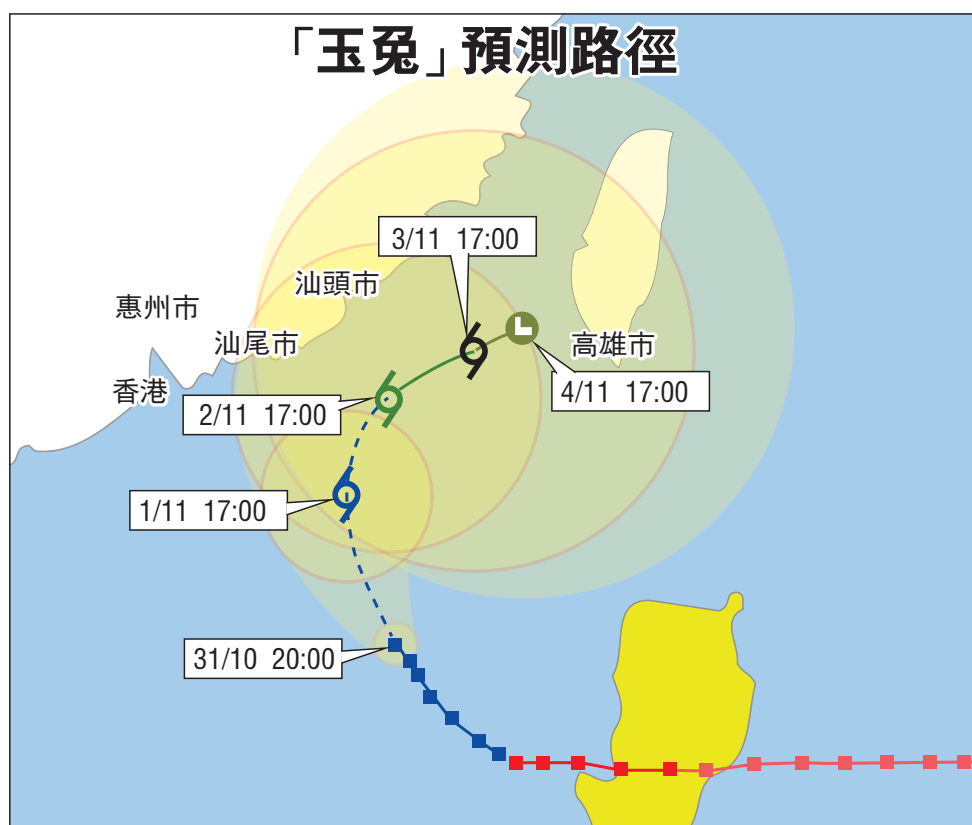 「玉兔」預測路徑
3/11 17:00
汕頭市
惠州市
汕尾市
高雄市
香港
4/11 17:00
2/11 17:00
1/11 17:00
31/10 20:00
L